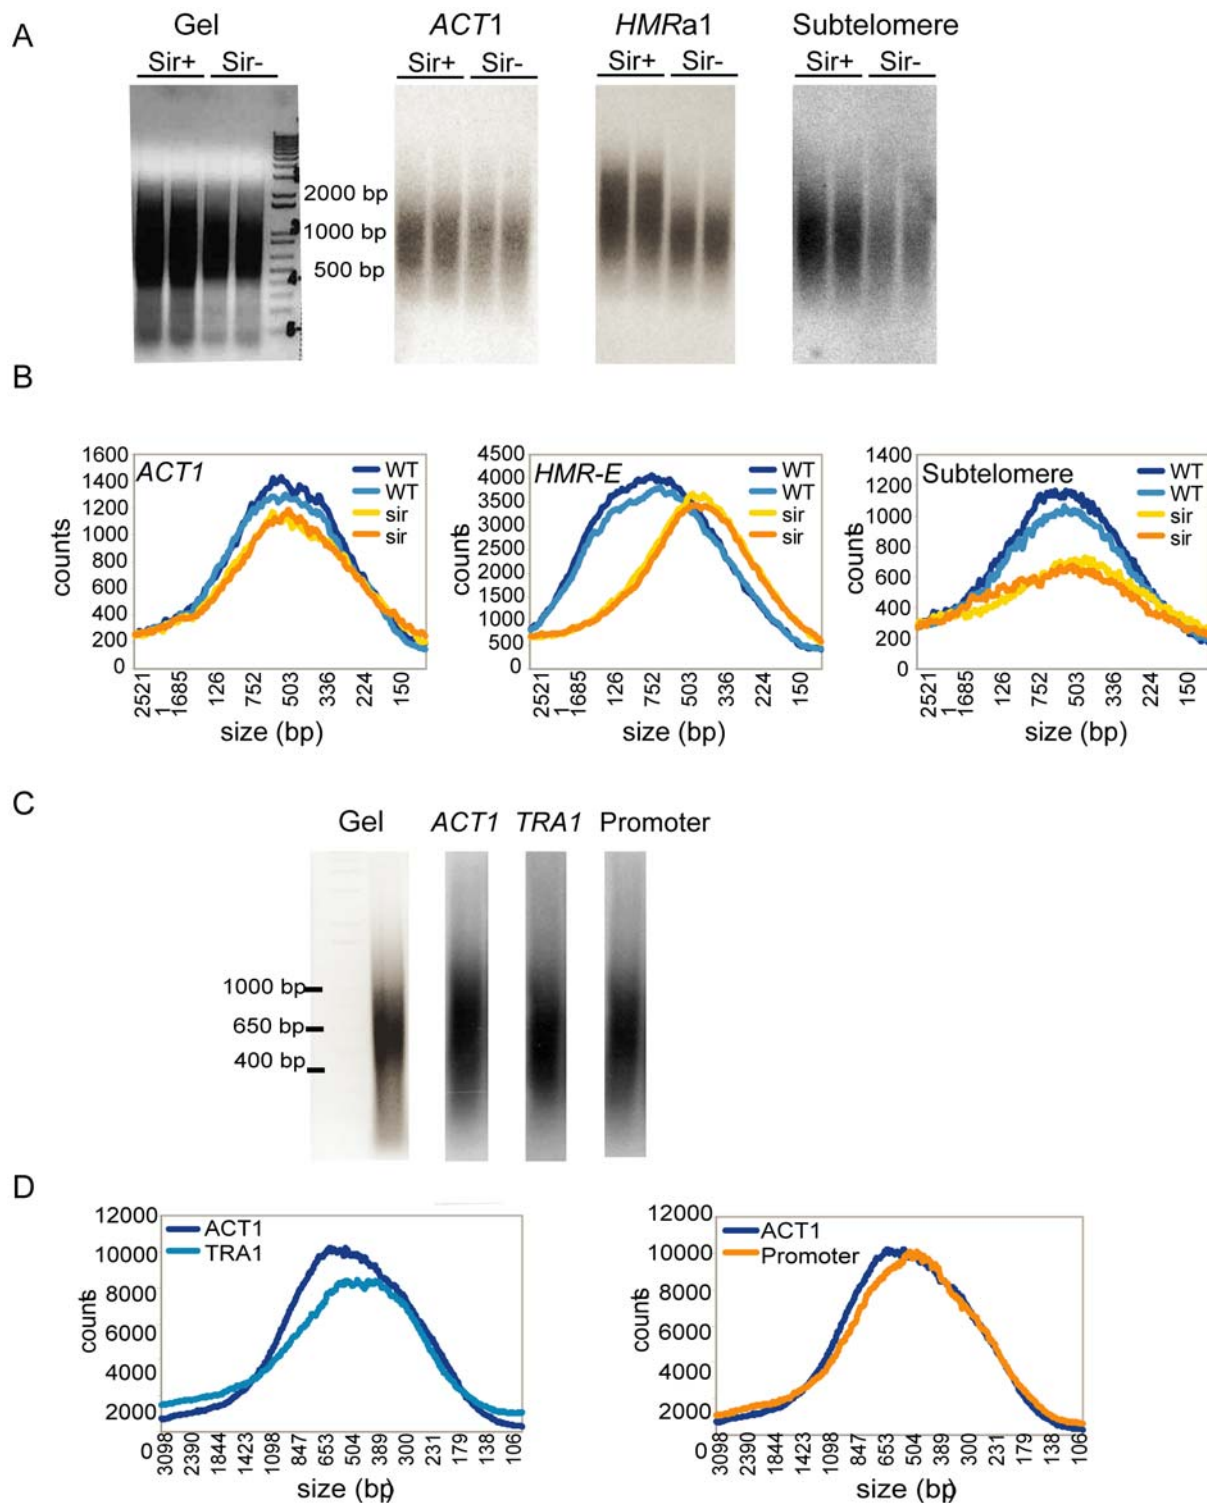 A
Gel
ACT1
HMRa1
Subtelomere
Sir+ Sir-
Sir+ Sir-
Sir+ Sir-
Sir+ Sir-
2000 bp
1000 bp
500 bp
B
1600
1400
1200
1000
800
600
400
200
0
counts
ACT1
WT
WT
sir
sir
2521
1
1685
126
752
503
336
224
150
size (bp)
4500
4000
3500
3000
2500
2000
1500
1000
500
0
counts
HMR-E
WT
WT
sir
sir
2521
1
1685
126
752
503
336
224
150
size (bp)
1400
1200
1000
800
600
400
200
0
counts
Subtelomere
WT
WT
sir
sir
2521
1
1685
126
752
503
336
224
150
size (bp)
C
Gel ACT1 TRA1 Promoter
1000 bp
650 bp
400 bp
D
12000
10000
8000
6000
4000
2000
0
counts
ACT1
TRA1
3098
2390
1844
1423
1098
847
653
504
389
300
231
179
138
106
size (bp)
12000
10000
8000
6000
4000
2000
0
counts
ACT1
Promoter
3098
2390
1844
1423
1098
847
653
504
389
300
231
179
138
106
size (bp)